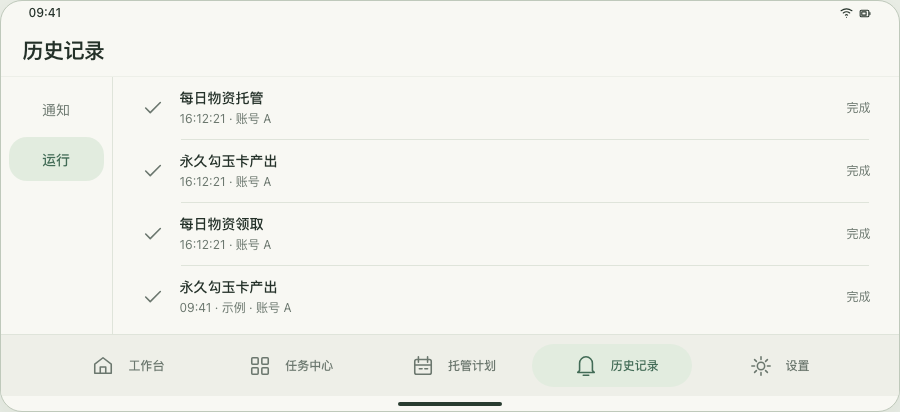 09:41
历史记录
通知
运行
每日物资托管
16:12:21 · 账号 A
完成
永久勾玉卡产出
16:12:21 · 账号 A
完成
每日物资领取
16:12:21 · 账号 A
完成
永久勾玉卡产出
09:41 · 示例 · 账号 A
完成
工作台
任务中心
托管计划
历史记录
设置